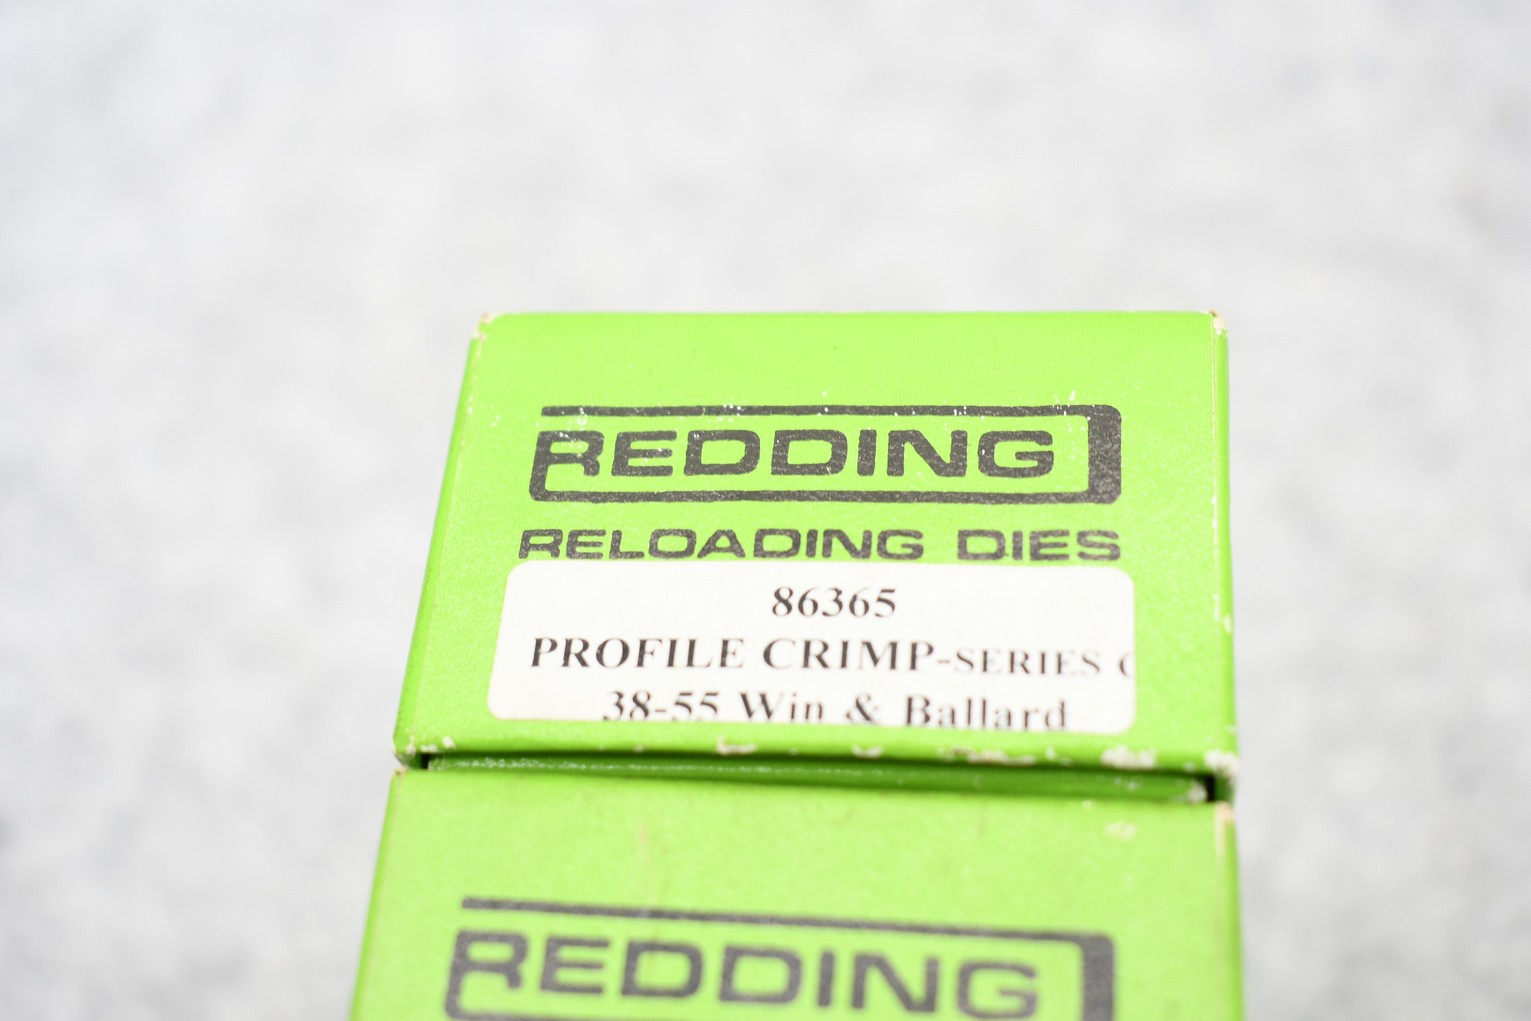 REDDING
RELOADING DIES
86365
PROFILE CRIMP-SERIES
38-55 Win & Ballard
REDDING